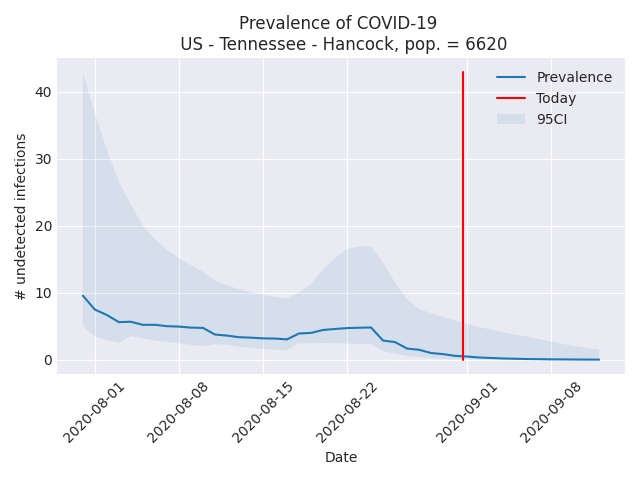 Prevalence of COVID-19
US - Tennessee - Hancock, pop. = 6620
Prevalence
Today
95CI
# undetected infections
40
30
20
10
0
2020-08-01
2020-08-08
2020-08-15
2020-08-22
2020-09-01
2020-09-08
Date